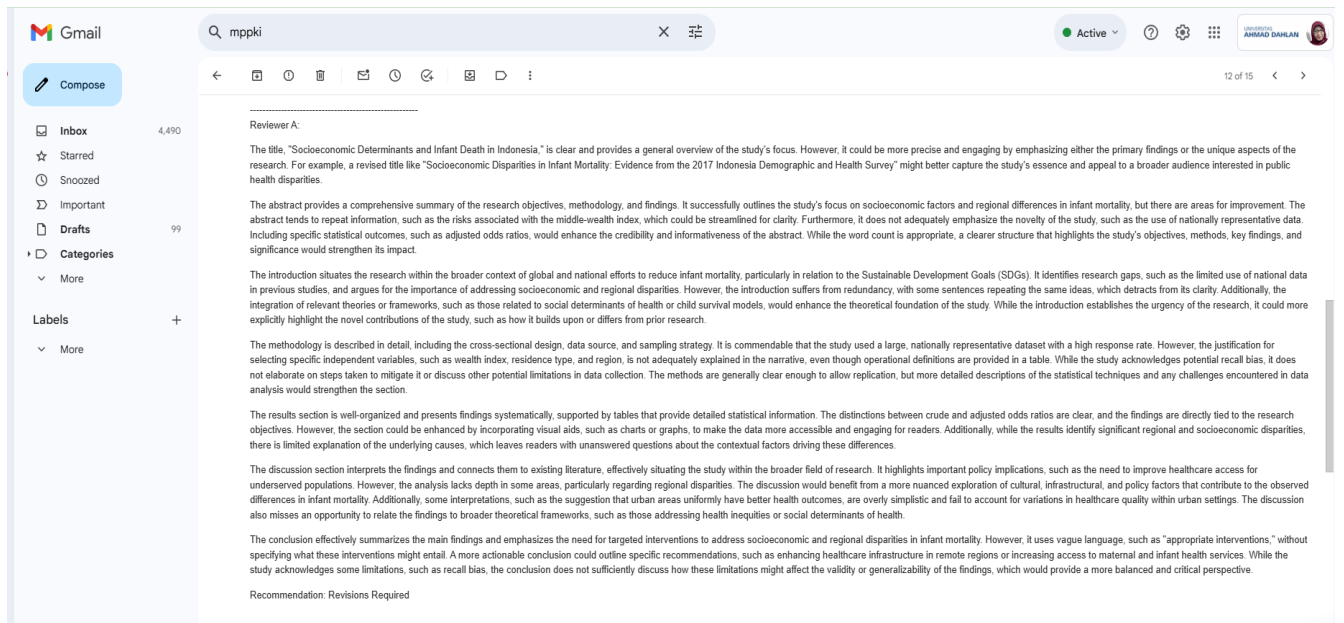 Gmail
mppki
Active
UNIVERSITAS
AHMAD DAHLAN
Compose
12 of 15
Inbox 4,490
Starred
Snoozed
Important
Drafts 99
Categories
More
Labels
More
------------------------------------------------------
Reviewer A:
The title, "Socioeconomic Determinants and Infant Death in Indonesia," is clear and provides a general overview of the study's focus. However, it could be more precise and engaging by emphasizing either the primary findings or the unique aspects of the
research. For example, a revised title like "Socioeconomic Disparities in Infant Mortality: Evidence from the 2017 Indonesia Demographic and Health Survey" might better capture the study's essence and appeal to a broader audience interested in public
health disparities.
The abstract provides a comprehensive summary of the research objectives, methodology, and findings. It successfully outlines the study's focus on socioeconomic factors and regional differences in infant mortality, but there are areas for improvement. The
abstract tends to repeat information, such as the risks associated with the middle-wealth index, which could be streamlined for clarity. Furthermore, it does not adequately emphasize the novelty of the study, such as the use of nationally representative data.
Including specific statistical outcomes, such as adjusted odds ratios, would enhance the credibility and informativeness of the abstract. While the word count is appropriate, a clearer structure that highlights the study's objectives, methods, key findings, and
significance would strengthen its impact.
The introduction situates the research within the broader context of global and national efforts to reduce infant mortality, particularly in relation to the Sustainable Development Goals (SDGs). It identifies research gaps, such as the limited use of national data
in previous studies, and argues for the importance of addressing socioeconomic and regional disparities. However, the introduction suffers from redundancy, with some sentences repeating the same ideas, which detracts from its clarity. Additionally, the
integration of relevant theories or frameworks, such as those related to social determinants of health or child survival models, would enhance the theoretical foundation of the study. While the introduction establishes the urgency of the research, it could more
explicitly highlight the novel contributions of the study, such as how it builds upon or differs from prior research.
The methodology is described in detail, including the cross-sectional design, data source, and sampling strategy. It is commendable that the study used a large, nationally representative dataset with a high response rate. However, the justification for
selecting specific independent variables, such as wealth index, residence type, and region, is not adequately explained in the narrative, even though operational definitions are provided in a table. While the study acknowledges potential recall bias, it does
not elaborate on steps taken to mitigate it or discuss other potential limitations in data collection. The methods are generally clear enough to allow replication, but more detailed descriptions of the statistical techniques and any challenges encountered in data
analysis would strengthen the section.
The results section is well-organized and presents findings systematically, supported by tables that provide detailed statistical information. The distinctions between crude and adjusted odds ratios are clear, and the findings are directly tied to the research
objectives. However, the section could be enhanced by incorporating visual aids, such as charts or graphs, to make the data more accessible and engaging for readers. Additionally, while the results identify significant regional and socioeconomic disparities,
there is limited explanation of the underlying causes, which leaves readers with unanswered questions about the contextual factors driving these differences.
The discussion section interprets the findings and connects them to existing literature, effectively situating the study within the broader field of research. It highlights important policy implications, such as the need to improve healthcare access for
underserved populations. However, the analysis lacks depth in some areas, particularly regarding regional disparities. The discussion would benefit from a more nuanced exploration of cultural, infrastructural, and policy factors that contribute to the observed
differences in infant mortality. Additionally, some interpretations, such as the suggestion that urban areas uniformly have better health outcomes, are overly simplistic and fail to account for variations in healthcare quality within urban settings. The discussion
also misses an opportunity to relate the findings to broader theoretical frameworks, such as those addressing health inequities or social determinants of health.
The conclusion effectively summarizes the main findings and emphasizes the need for targeted interventions to address socioeconomic and regional disparities in infant mortality. However, it uses vague language, such as "appropriate interventions," without
specifying what these interventions might entail. A more actionable conclusion could outline specific recommendations, such as enhancing healthcare infrastructure in remote regions or increasing access to maternal and infant health services. While the
study acknowledges some limitations, such as recall bias, the conclusion does not sufficiently discuss how these limitations might affect the validity or generalizability of the findings, which would provide a more balanced and critical perspective.
Recommendation: Revisions Required